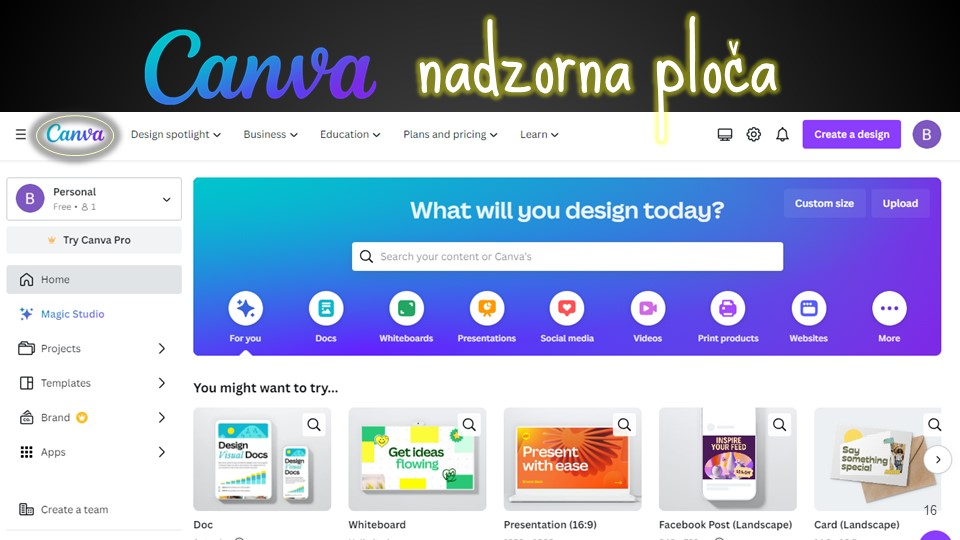 Canva nadzorna ploča
Canva Design spotlight Business Education Plans and pricing Learn Create a design B
B Personal
Free • 1
Try Canva Pro
Home
Magic Studio
Projects
Templates
Brand
Apps
Create a team
What will you design today?
Custom size Upload
Search your content or Canva's
For you Docs Whiteboards Presentations Social media Videos Print products Websites More
You might want to try...
Design
Visual Docs
Design
Visual Docs
Get ideas
flowing
Present
with ease
INSPIRE
YOUR FEED
Say
something
special
16
Doc Whiteboard Presentation (16:9) Facebook Post (Landscape) Card (Landscape)